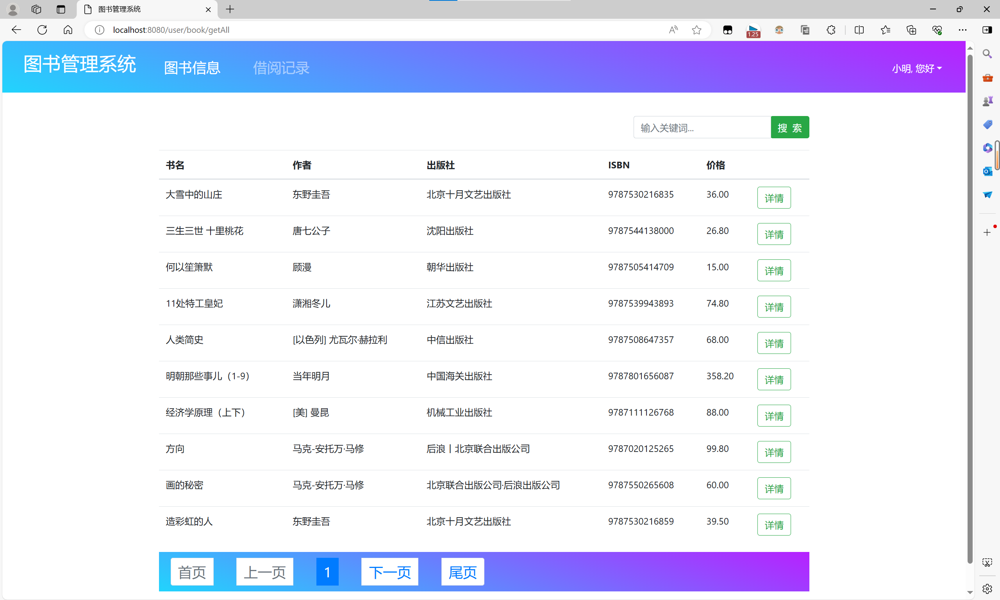 图书管理系统
localhost:8080/user/book/getAll
1.25
图书管理系统 图书信息 借阅记录 小明, 您好
输入关键词... 搜 索
书名 作者 出版社 ISBN 价格
大雪中的山庄 东野圭吾 北京十月文艺出版社 9787530216835 36.00 详情
三生三世 十里桃花 唐七公子 沈阳出版社 9787544138000 26.80 详情
何以笙箫默 顾漫 朝华出版社 9787505414709 15.00 详情
11处特工皇妃 潇湘冬儿 江苏文艺出版社 9787539943893 74.80 详情
人类简史 [以色列] 尤瓦尔·赫拉利 中信出版社 9787508647357 68.00 详情
明朝那些事儿（1-9） 当年明月 中国海关出版社 9787801656087 358.20 详情
经济学原理（上下） [美] 曼昆 机械工业出版社 9787111126768 88.00 详情
方向 马克-安托万·马修 后浪丨北京联合出版公司 9787020125265 99.80 详情
画的秘密 马克-安托万·马修 北京联合出版公司·后浪出版公司 9787550265608 60.00 详情
造彩虹的人 东野圭吾 北京十月文艺出版社 9787530216859 39.50 详情
首页 上一页 1 下一页 尾页